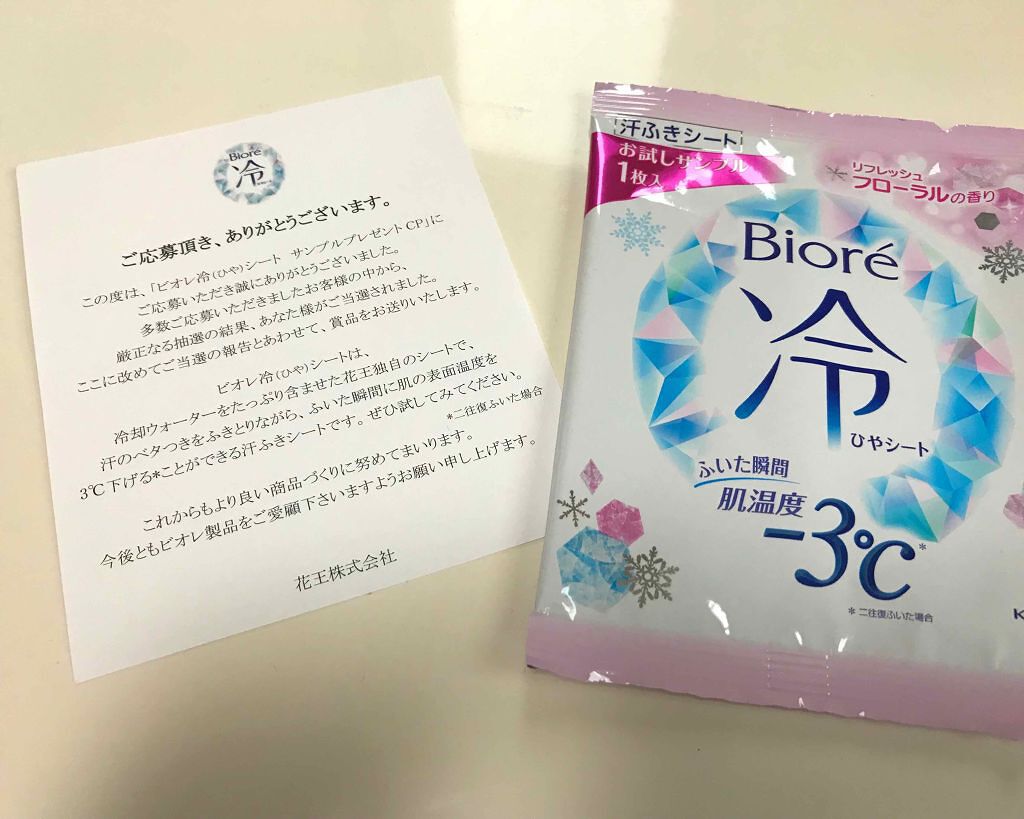 Bioré
冷
ご応募頂き、ありがとうございます。
この度は、「ビオレ冷(ひや)シート サンプルプレゼントCP」に
ご応募いただき誠にありがとうございました。
多数ご応募いただきましたお客様の中から、
厳正なる抽選の結果、あなた様がご当選されました。
ここに改めてご当選の報告とあわせて、賞品をお送りいたします。
ビオレ冷(ひや)シートは、
冷却ウォーターをたっぷり含ませた花王独自のシートで、
汗のベタつきをふきとりながら、ふいた瞬間に肌の表面温度を
3℃下げる*ことができる汗ふきシートです。ぜひ試してみてください。
*二往復ふいた場合
これからもより良い商品づくりに努めてまいります。
今後ともビオレ製品をご愛顧下さいますようお願い申し上げます。
花王株式会社
汗ふきシート
お試しサンプル
1枚入
リフレッシュ
フローラルの香り
Bioré
冷
ひやシート
ふいた瞬間
肌温度
-3℃*
*二往復ふいた場合